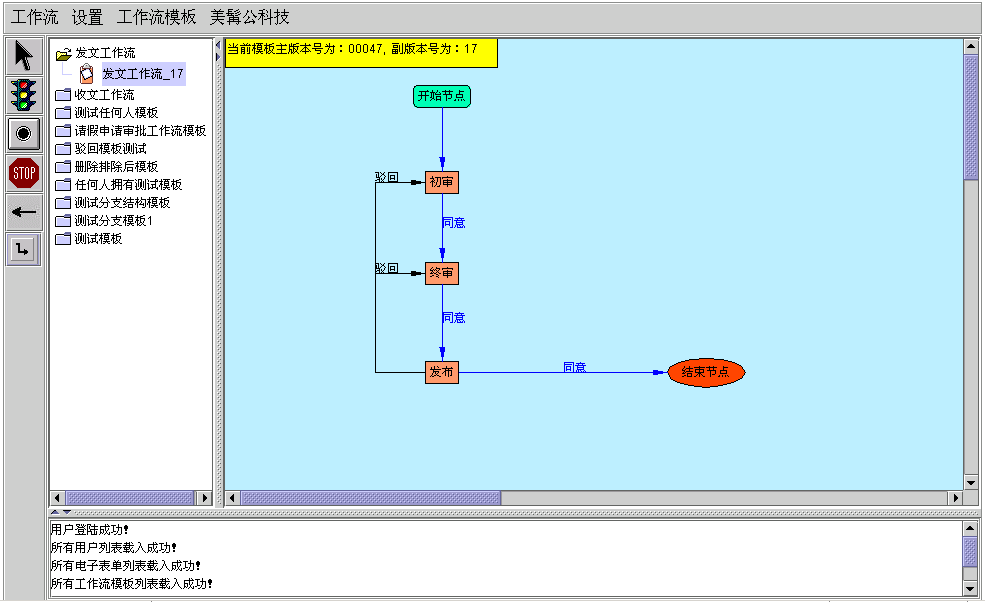 工作流 设置 工作流模板 美髯公科技
发文工作流
发文工作流_17
收文工作流
测试任何人模板
请假申请审批工作流模板
驳回模板测试
删除排除后模板
任何人拥有测试模板
测试分支结构模板
测试分支模板1
测试模板
STOP
当前模板主版本号为：00047, 副版本号为：17
开始节点
驳回
初审
同意
驳回
终审
同意
发布
同意
结束节点
用户登陆成功!
所有用户列表载入成功!
所有电子表单列表载入成功!
所有工作流模板列表载入成功!